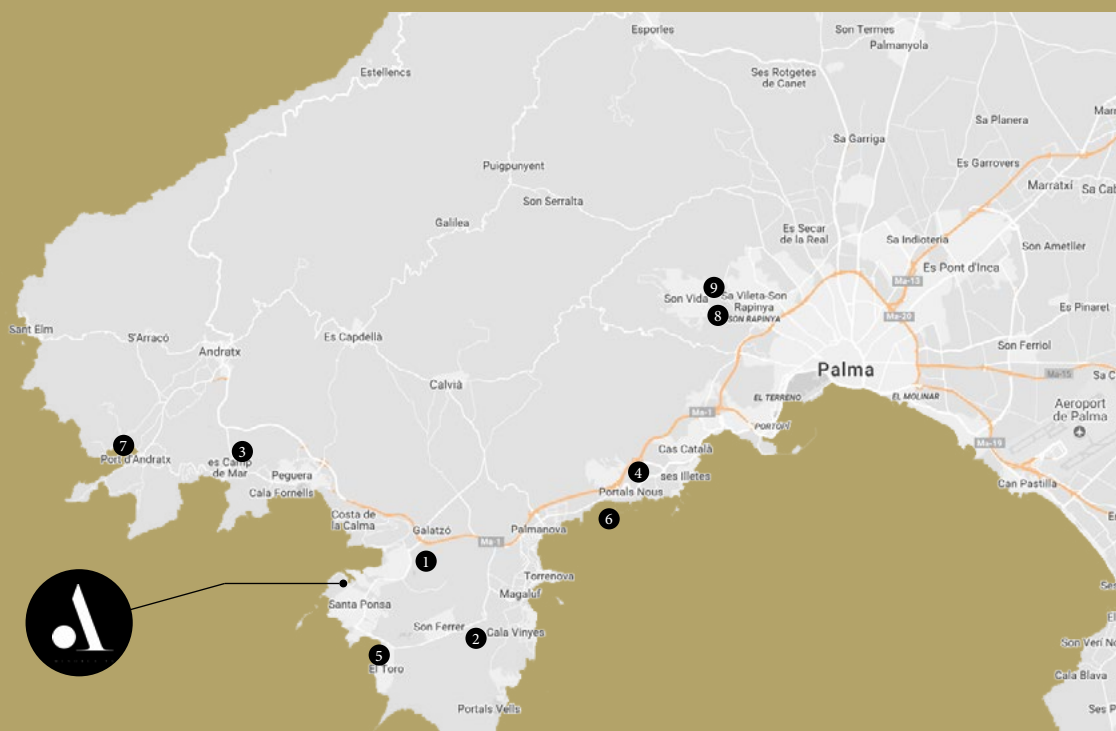 Esporles
Son Termes
Palmanyola
Estellencs
Ses Rotgetes
de Canet
Sa Planera
Sa Garriga
Es Garrovers
Puigpunyent
Marratxí
Sa Cab
Son Serralta
Galilea
Es Secar
de la Real
Sa Indioteria
Son Ametller
Es Pont d'Inca
Ma-13
9
Son Vida
Sa Vileta-Son
Rapinya
8
SON RAPINYA
Ma-20
Es Pinaret
Sant Elm
S'Arracó
Andratx
Es Capdellà
Son Ferriol
Palma
Ma-15
Sa C
Calvià
EL TERRENO
EL MOLINAR
Aeroport
de Palma
Ma-1
PORTOPÍ
7
Port d'Andratx
3
es Camp
de Mar
Peguera
Cala Fornells
Cas Català
4
ses Illetes
Ma-19
Portals Nous
Can Pastilla
Costa de
la Calma
Galatzó
Palmanova
6
Ma-1
1
Torrenova
Magaluf
Santa Ponsa
Son Ferrer
2
Cala Vinyes
5
El Toro
Son Verí No
Cala Blava
Portals Vells
Ses P